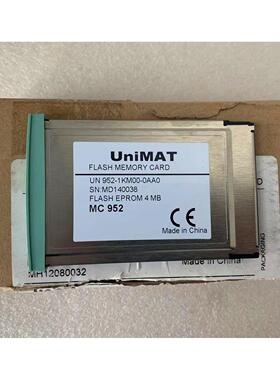 UniMAT
FLASH MEMORY CARD
UN 952-1KM00-0AA0
SN:MD140038
FLASH EPROM 4 MB
MC 952
CE
Made in China
MH12080032
Made in China
PACKAGING